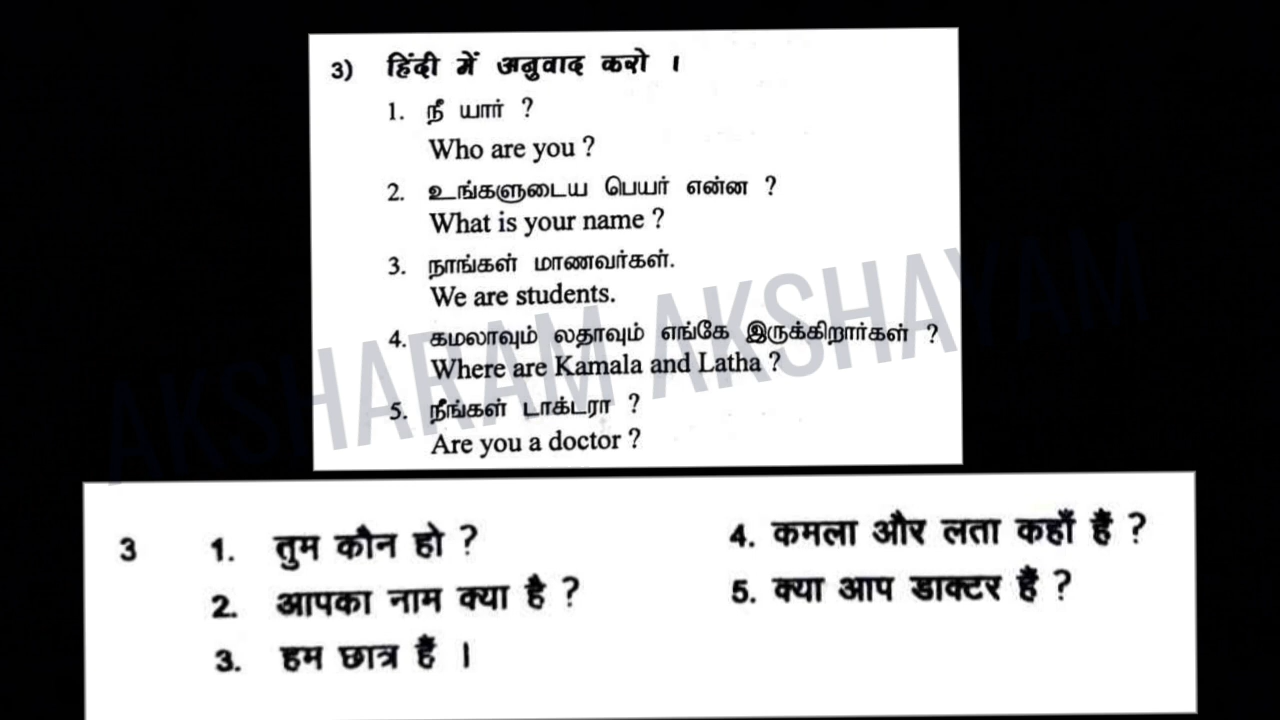 3) हिंदी में अनुवाद करो ।
1. நீ யார் ?
Who are you ?
2. உங்களுடைய பெயர் என்ன ?
What is your name ?
3. நாங்கள் மாணவர்கள்.
We are students.
4. கமலாவும் லதாவும் எங்கே இருக்கிறார்கள் ?
Where are Kamala and Latha ?
5. நீங்கள் டாக்டரா ?
Are you a doctor ?
AKSHARAM AKSHAYAM
3 1. तुम कौन हो ?
2. आपका नाम क्या है ?
3. हम छात्र हैं ।
4. कमला और लता कहाँ हैं ?
5. क्या आप डाक्टर हैं ?